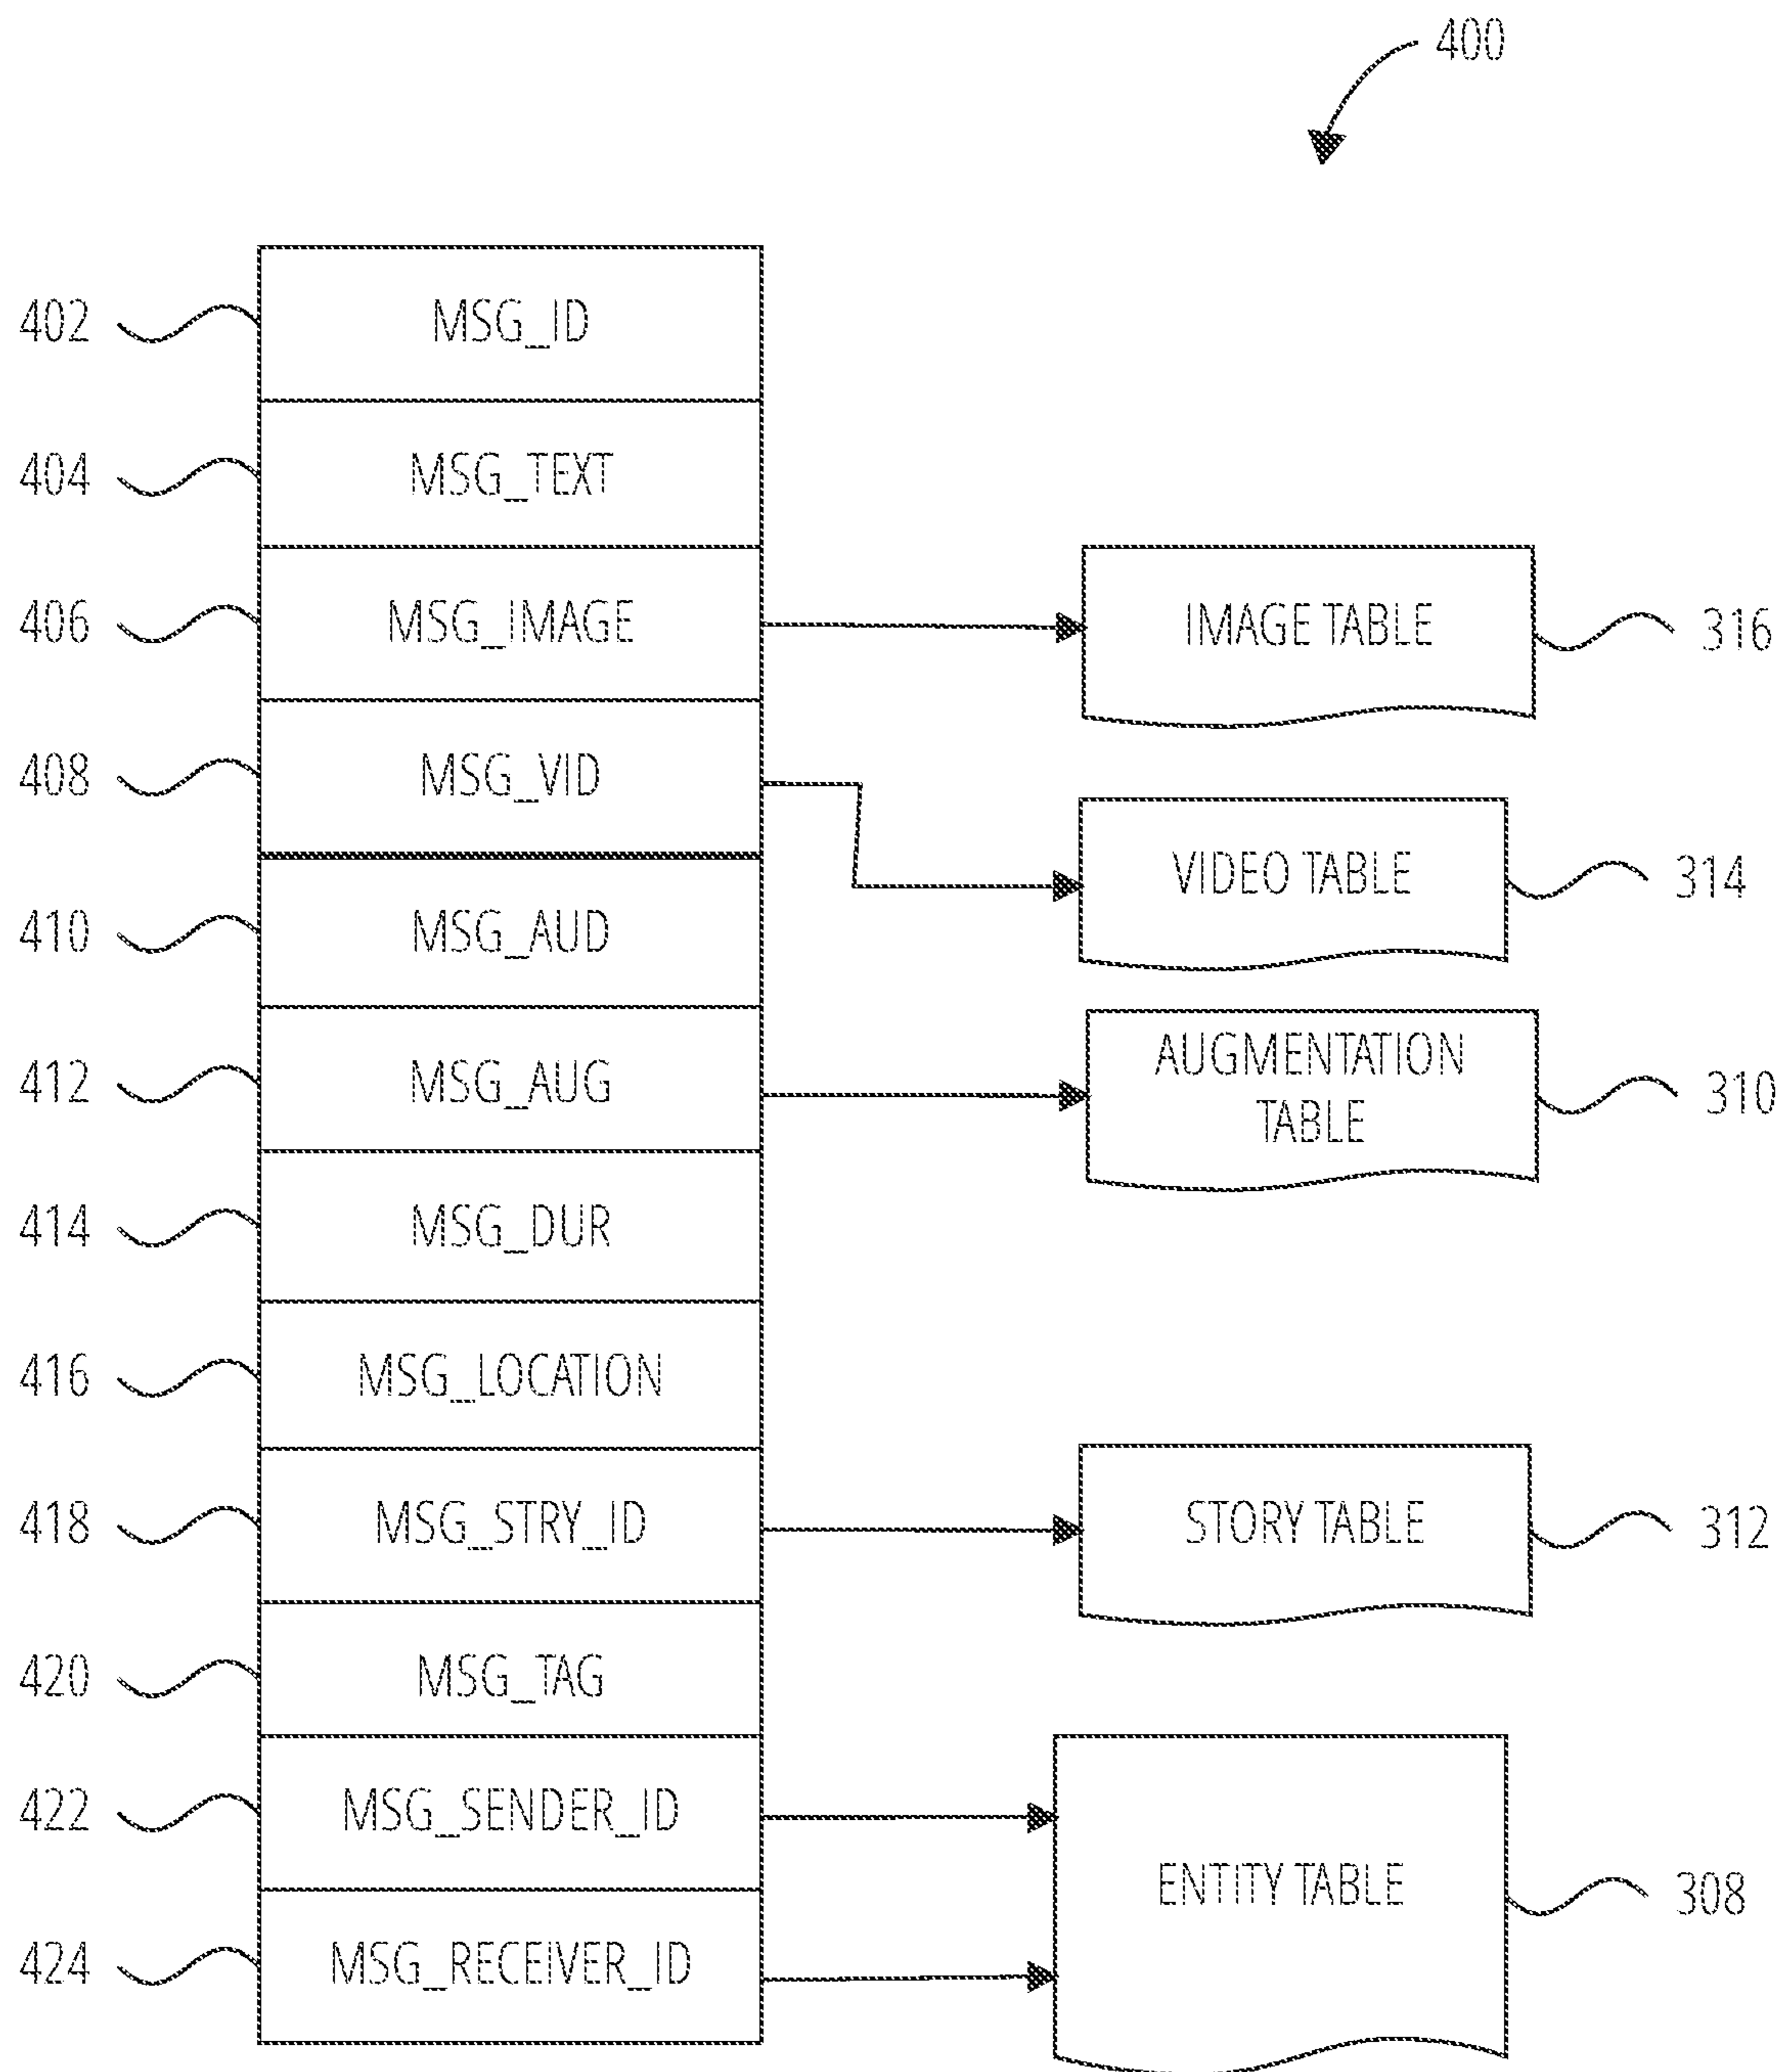 400
402 MSG_ID
404 MSG_TEXT
406 MSG_IMAGE IMAGE TABLE 316
408 MSG_VID
VIDEO TABLE 314
410 MSG_AUD
412 MSG_AUG AUGMENTATION
TABLE 310
414 MSG_DUR
416 MSG_LOCATION
418 MSG_STRY_ID STORY TABLE 312
420 MSG_TAG
422 MSG_SENDER_ID
ENTITY TABLE 308
424 MSG_RECEIVER_ID